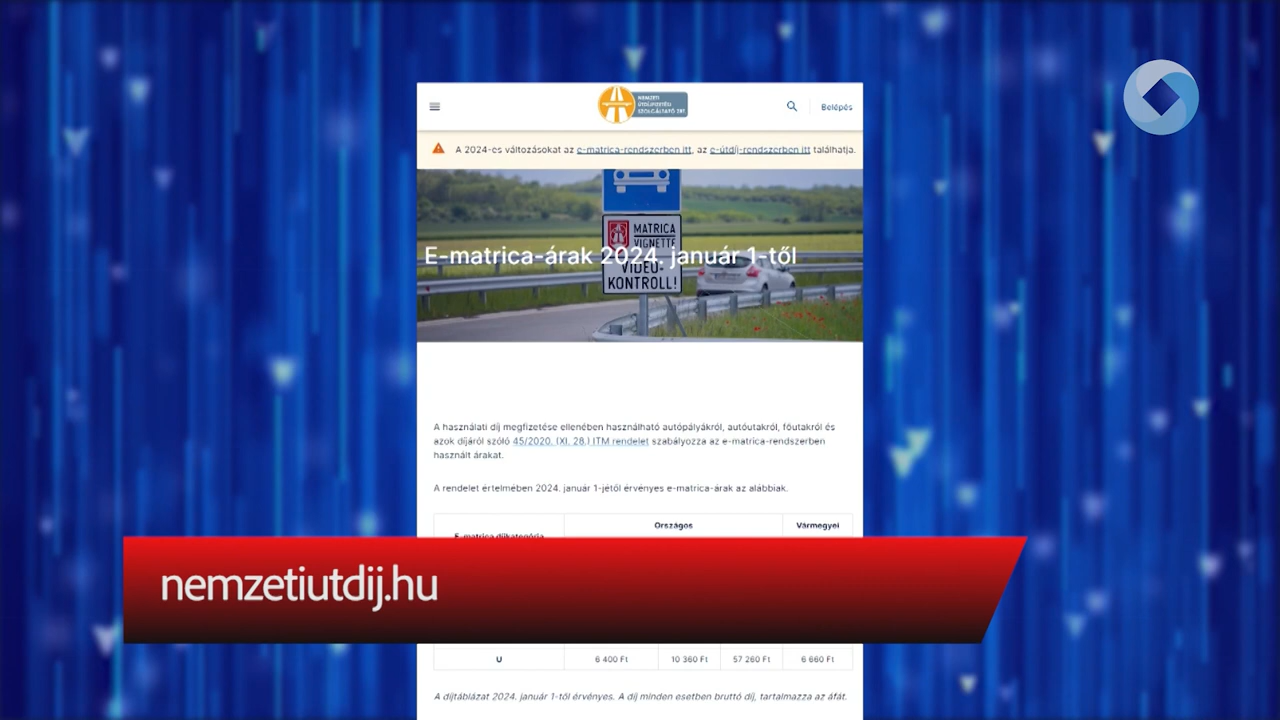 NEMZETI
ÚTDÍJFIZETÉSI
SZOLGÁLTATÓ ZRT.
Belépés
A 2024-es változásokat az e-matrica-rendszerben itt, az e-útdíj-rendszerben itt találhatja.
MATRICA
VIGNETTE
E-matrica-árak 2024. január 1-től
VIDEO-
KONTROLL!
A használati díj megfizetése ellenében használható autópályákról, autóutakról, főutakról és
azok díjáról szóló 45/2020. (XI. 28.) ITM rendelet szabályozza az e-matrica-rendszerben
használt árakat.
A rendelet értelmében 2024. január 1-jétől érvényes e-matrica-árak az alábbiak.
Országos Vármegyei
E-matrica díjkategória
nemzetiutdij.hu
U 6 400 Ft 10 360 Ft 57 260 Ft 6 660 Ft
A díjtáblázat 2024. január 1-től érvényes. A díj minden esetben bruttó díj, tartalmazza az áfát.